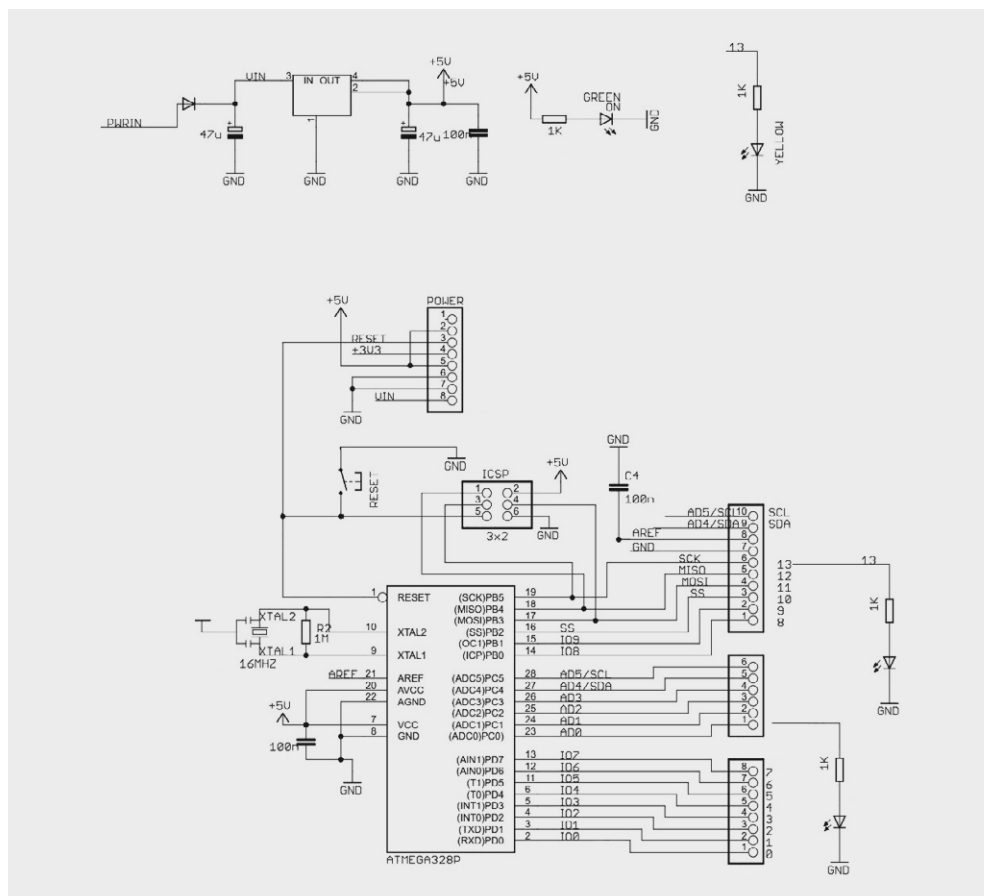 13
+5V
+5V
+5V
VIN
3
IN OUT
4
2
1
PWRIN
+
47u
+
47u
100n
GND
GND
GND
GND
GREEN
ON
1K
GND
1K
YELLOW
GND
+5V
POWER
1
2
RESET
3
+3V3
4
5
6
7
VIN
8
GND
GND
RESET
ICSP
+5V
1
2
3
4
5
6
3x2
GND
GND
C4
100n
AD5/SCL
10
SCL
AD4/SDA
9
SDA
AREF
8
GND
7
SCK
6
13
13
MISO
5
12
MOSI
4
11
SS
3
10
2
9
1
8
1K
GND
1
RESET
(SCK)PB5
19
(MISO)PB4
18
(MOSI)PB3
17
XTAL2
R2
1M
10
XTAL2
(SS)PB2
16
SS
(OC1)PB1
15
IO9
XTAL1
9
XTAL1
(ICP)PB0
14
IO8
16MHZ
AREF
21
AREF
(ADC5)PC5
28
AD5/SCL
6
20
AVCC
(ADC4)PC4
27
AD4/SDA
5
22
AGND
(ADC3)PC3
26
AD3
4
(ADC2)PC2
25
AD2
3
+5V
7
VCC
(ADC1)PC1
24
AD1
2
8
GND
(ADC0)PC0)
23
AD0
1
100n
GND
(AIN1)PD7
13
IO7
8
7
(AIN0)PD6
12
IO6
7
6
(T1)PD5
11
IO5
6
5
(T0)PD4
6
IO4
5
4
(INT1)PD3
5
IO3
4
3
(INT0)PD2
4
IO2
3
2
(TXD)PD1
3
IO1
2
1
(RXD)PD0
2
IO0
1
0
ATMEGA328P
1K
GND